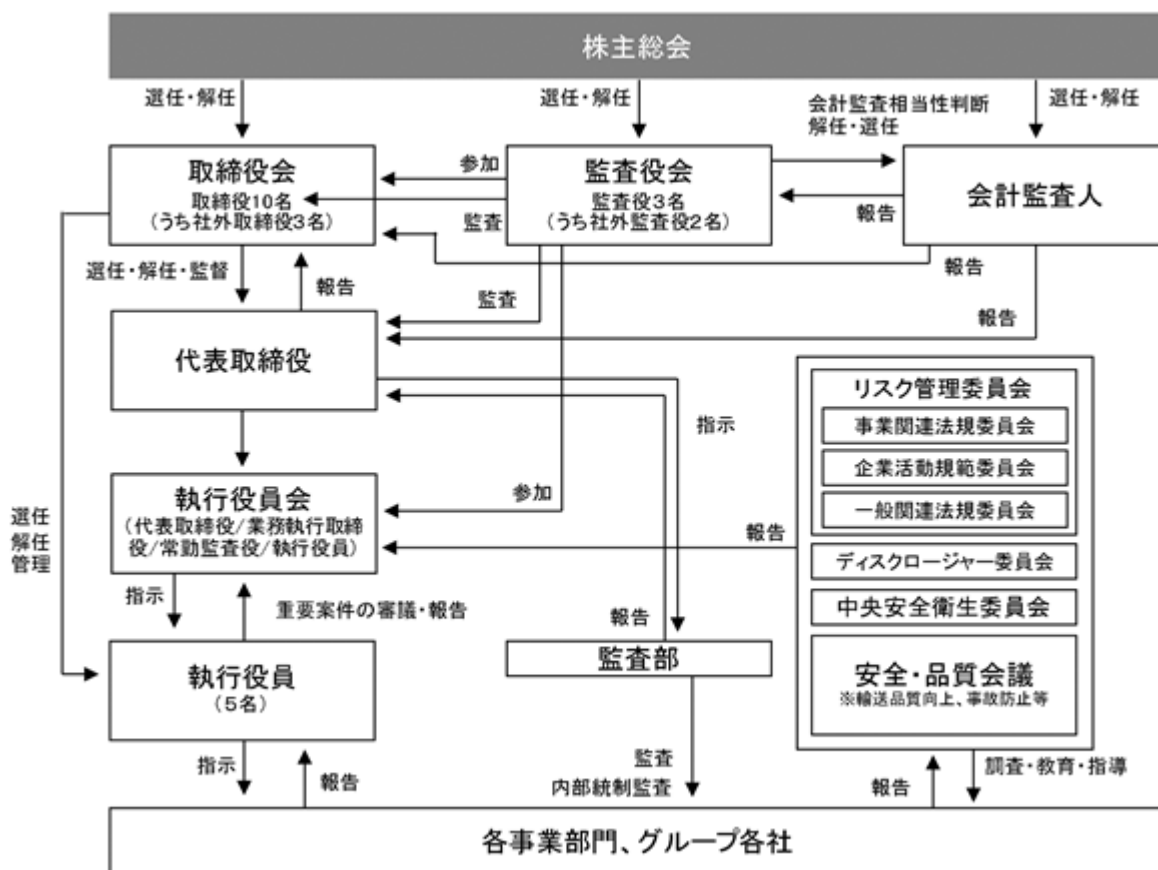 株主総会
選任・解任
選任・解任
会計監査相当性判断
解任・選任
選任・解任
取締役会
取締役10名
(うち社外取締役3名)
参加
監査
監査役会
監査役3名
(うち社外監査役2名)
報告
会計監査人
選任・解任・監督
報告
監査
報告
報告
代表取締役
指示
リスク管理委員会
事業関連法規委員会
企業活動規範委員会
一般関連法規委員会
ディスクロージャー委員会
中央安全衛生委員会
安全・品質会議
※輸送品質向上、事故防止等
執行役員会
(代表取締役/業務執行取締
役/常勤監査役/執行役員)
参加
報告
選任
解任
管理
指示
重要案件の審議・報告
報告
監査部
執行役員
(5名)
指示
報告
監査
内部統制監査
報告
調査・教育・指導
各事業部門、グループ各社